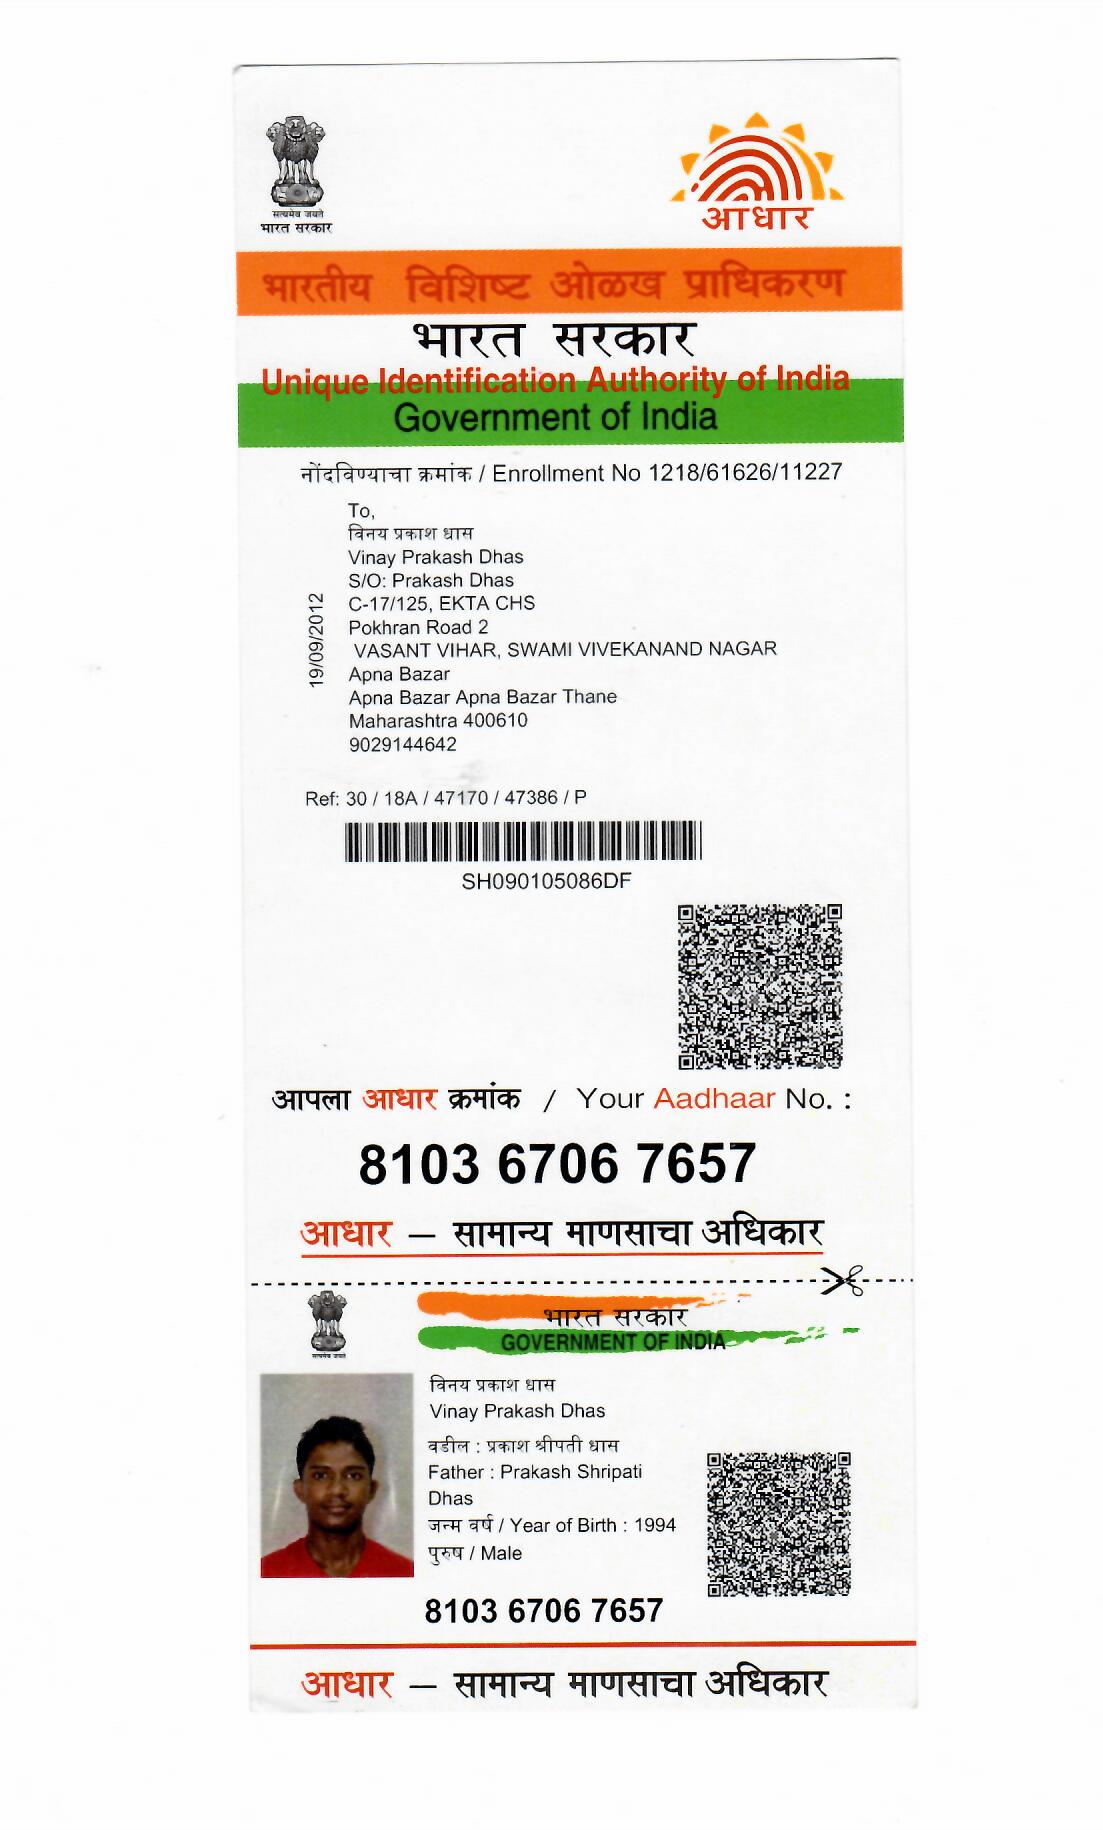 सत्यमेव जयते
भारत सरकार
आधार
भारतीय विशिष्ट ओळख प्राधिकरण
भारत सरकार
Unique Identification Authority of India
Government of India
नोंदविण्याचा क्रमांक / Enrollment No 1218/61626/11227
To,
विनय प्रकाश धास
Vinay Prakash Dhas
S/O: Prakash Dhas
C-17/125, EKTA CHS
Pokhran Road 2
VASANT VIHAR, SWAMI VIVEKANAND NAGAR
Apna Bazar
Apna Bazar Apna Bazar Thane
Maharashtra 400610
9029144642
19/09/2012
Ref: 30 / 18A / 47170 / 47386 / P
SH090105086DF
आपला आधार क्रमांक / Your Aadhaar No. :
8103 6706 7657
आधार – सामान्य माणसाचा अधिकार
सत्यमेव जयते
भारत सरकार
GOVERNMENT OF INDIA
विनय प्रकाश धास
Vinay Prakash Dhas
वडील : प्रकाश श्रीपती धास
Father : Prakash Shripati
Dhas
जन्म वर्ष / Year of Birth : 1994
पुरुष / Male
8103 6706 7657
आधार – सामान्य माणसाचा अधिकार